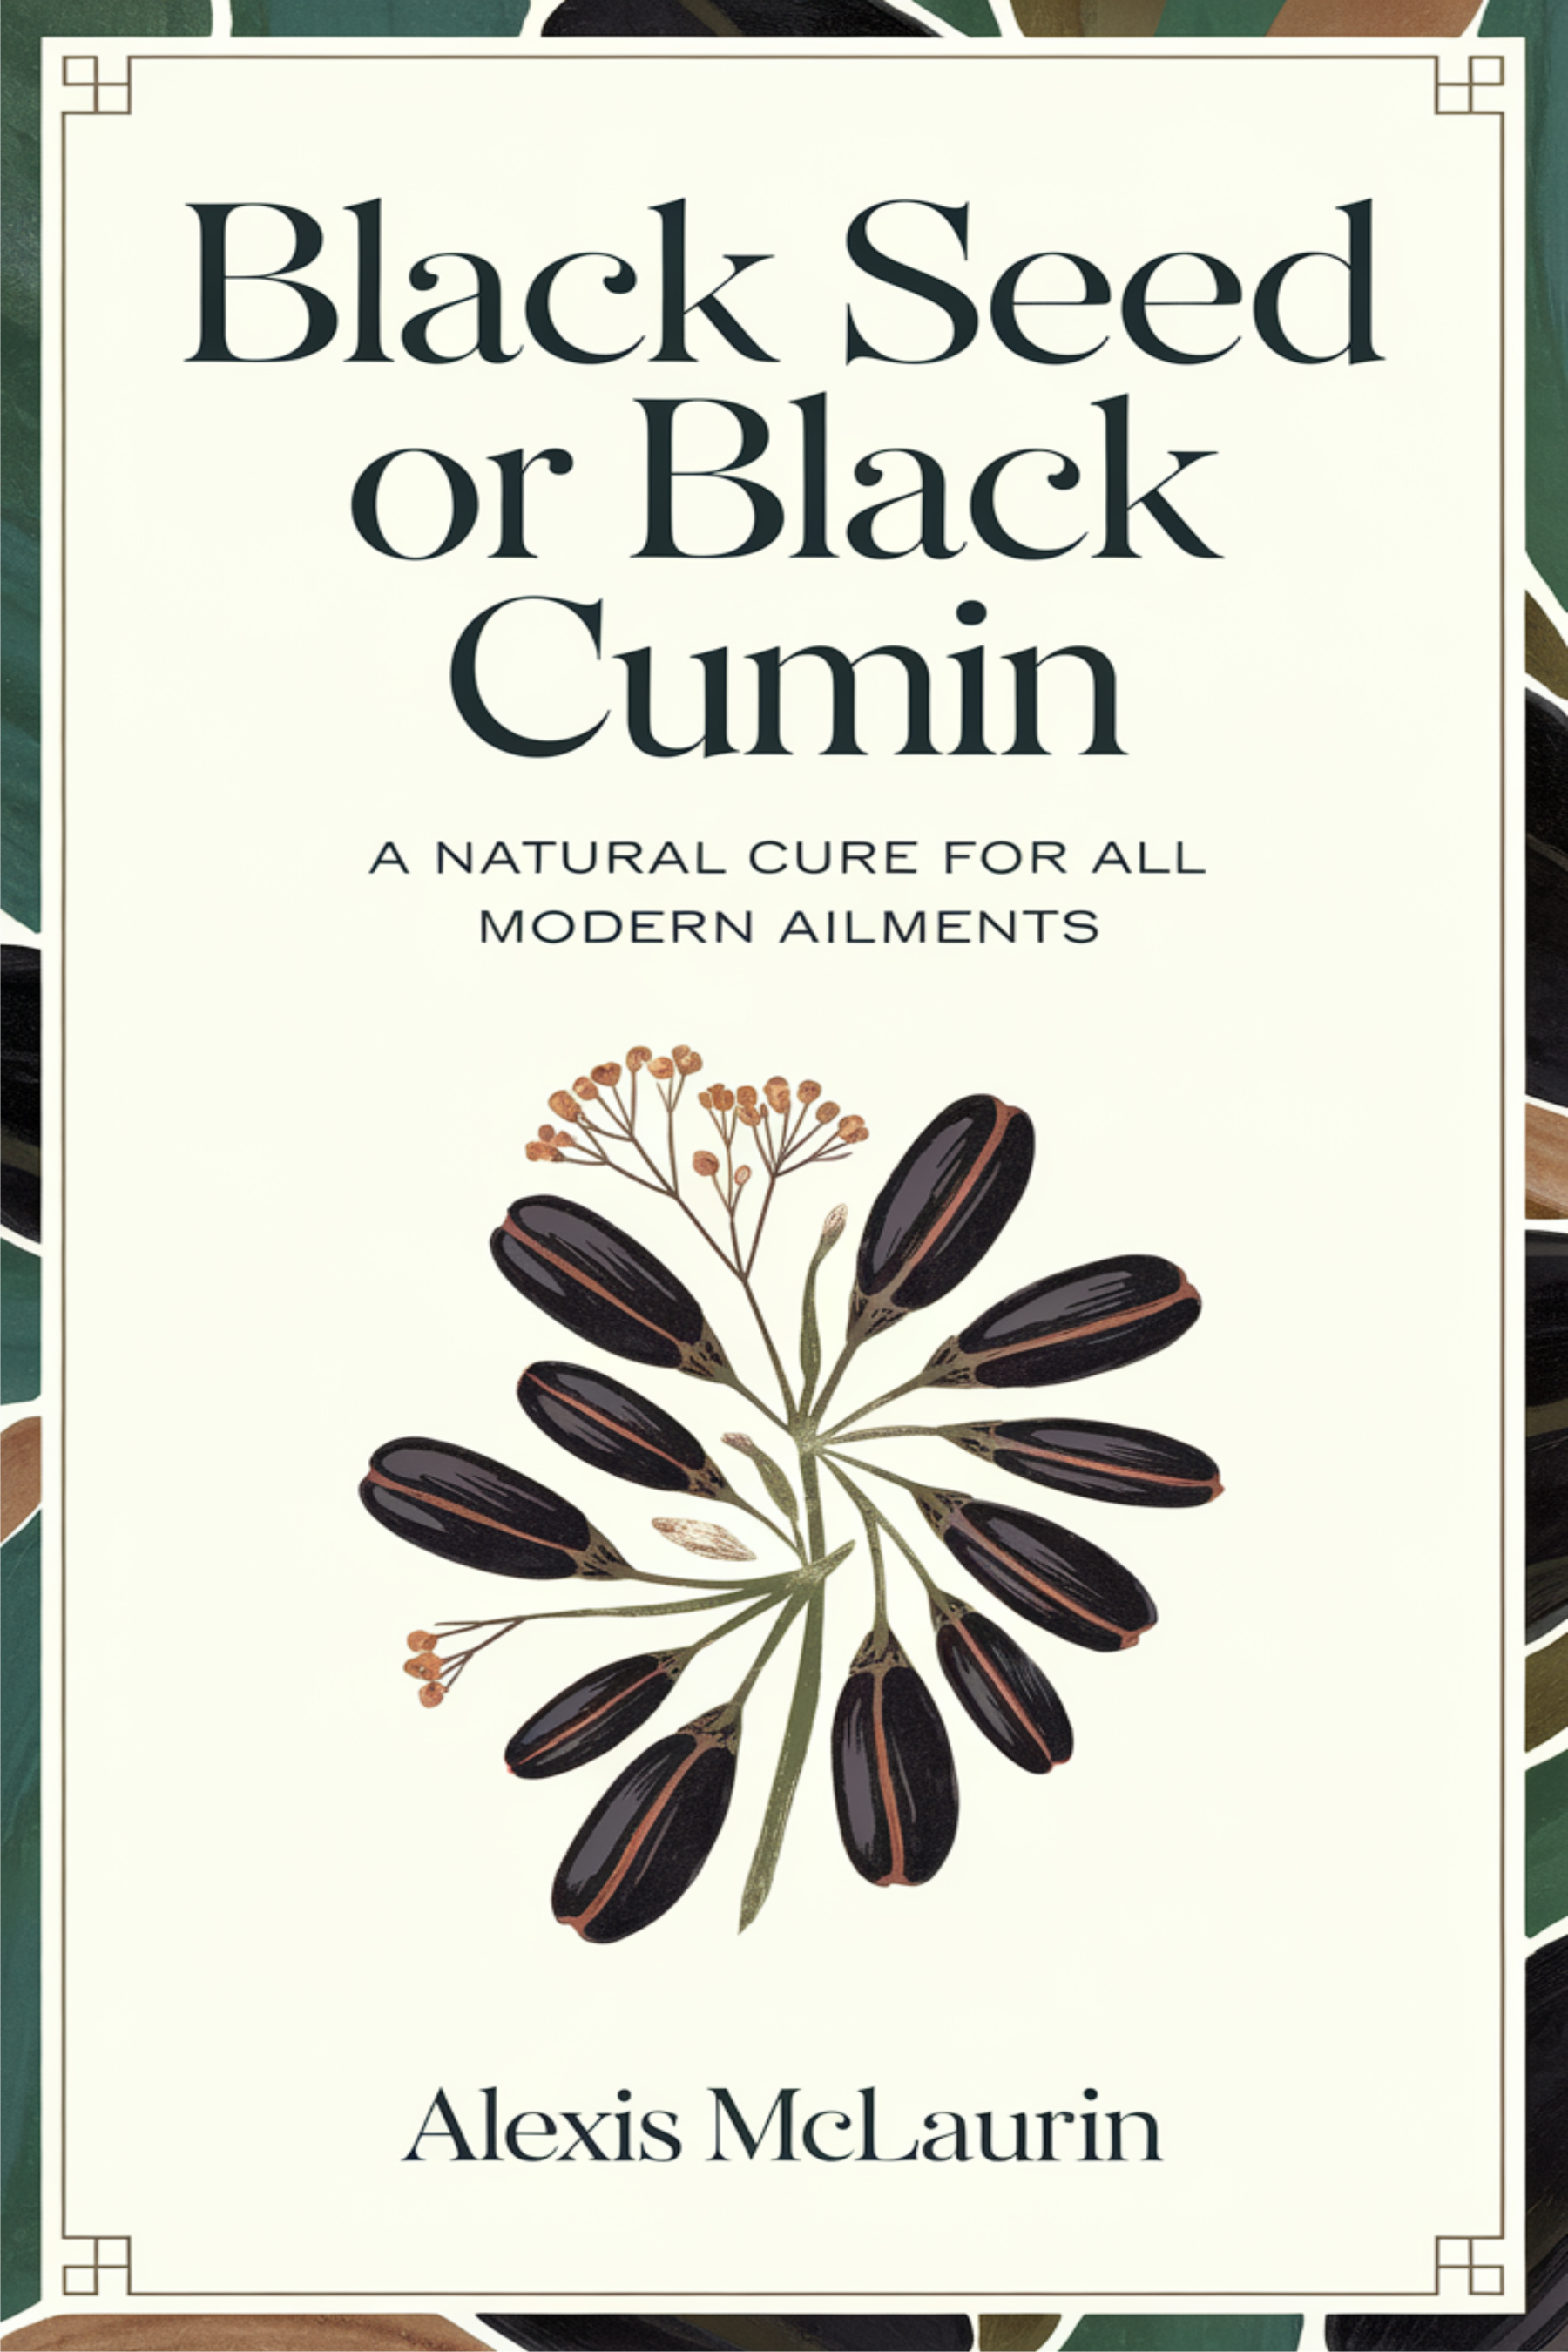 Black Seed
or Black
Cumin
A NATURAL CURE FOR ALL
MODERN AILMENTS
Alexis McLaurin